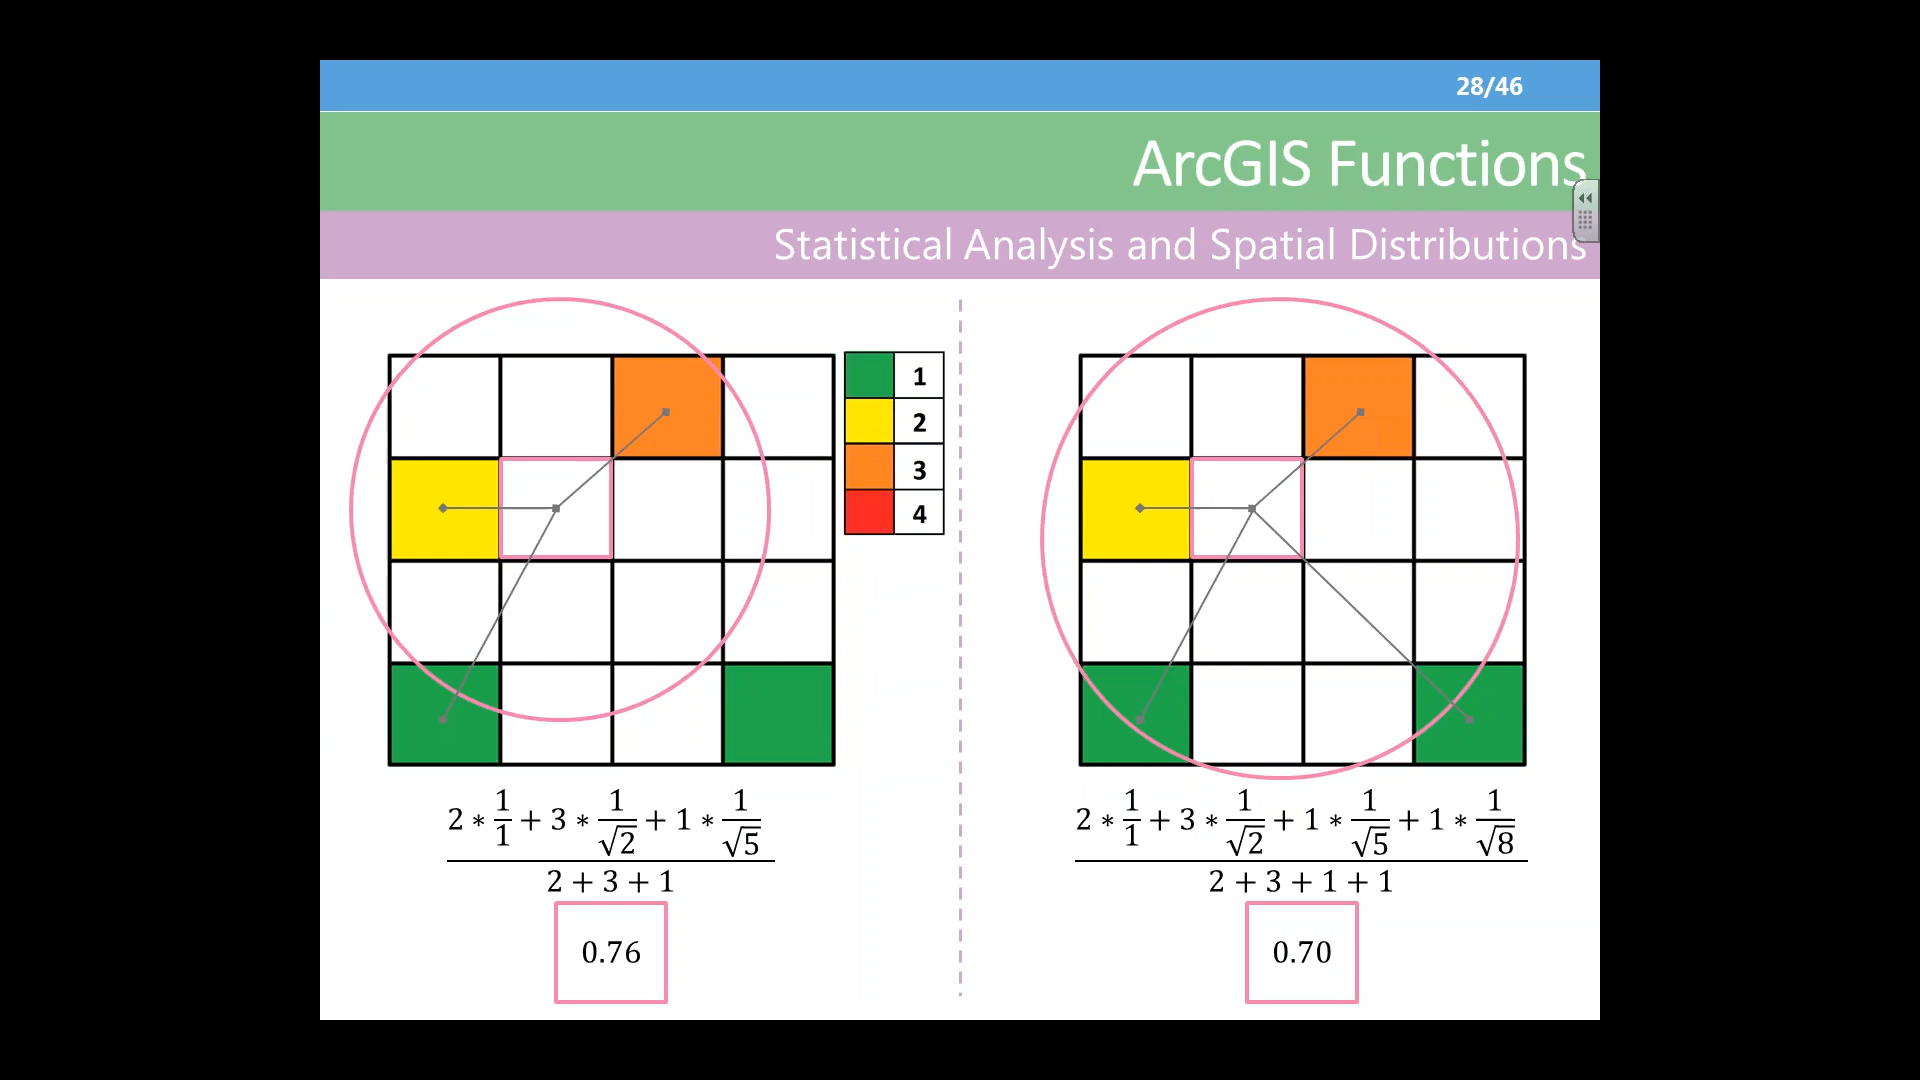 28/46
ArcGIS Functions
Statistical Analysis and Spatial Distributions
1
2
3
4
2 ∗ 1/1 + 3 ∗ 1/√2 + 1 ∗ 1/√5
2 + 3 + 1
0.76
2 ∗ 1/1 + 3 ∗ 1/√2 + 1 ∗ 1/√5 + 1 ∗ 1/√8
2 + 3 + 1 + 1
0.70